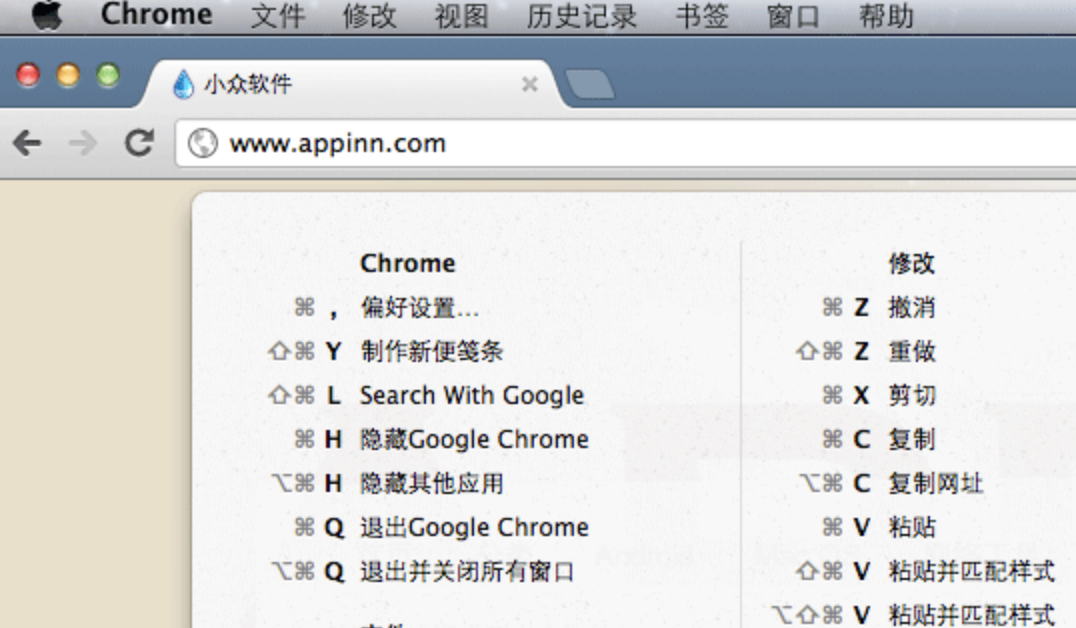 Chrome 文件 修改 视图 历史记录 书签 窗口 帮助
小众软件
www.appinn.com
Chrome
⌘ , 偏好设置...
⇧⌘ Y 制作新便笺条
⇧⌘ L Search With Google
⌘ H 隐藏Google Chrome
⌥⌘ H 隐藏其他应用
⌘ Q 退出Google Chrome
⌥⌘ Q 退出并关闭所有窗口
修改
⌘ Z 撤消
⇧⌘ Z 重做
⌘ X 剪切
⌘ C 复制
⌥⌘ C 复制网址
⌘ V 粘贴
⇧⌘ V 粘贴并匹配样式
⌥⇧⌘ V 粘贴并匹配样式